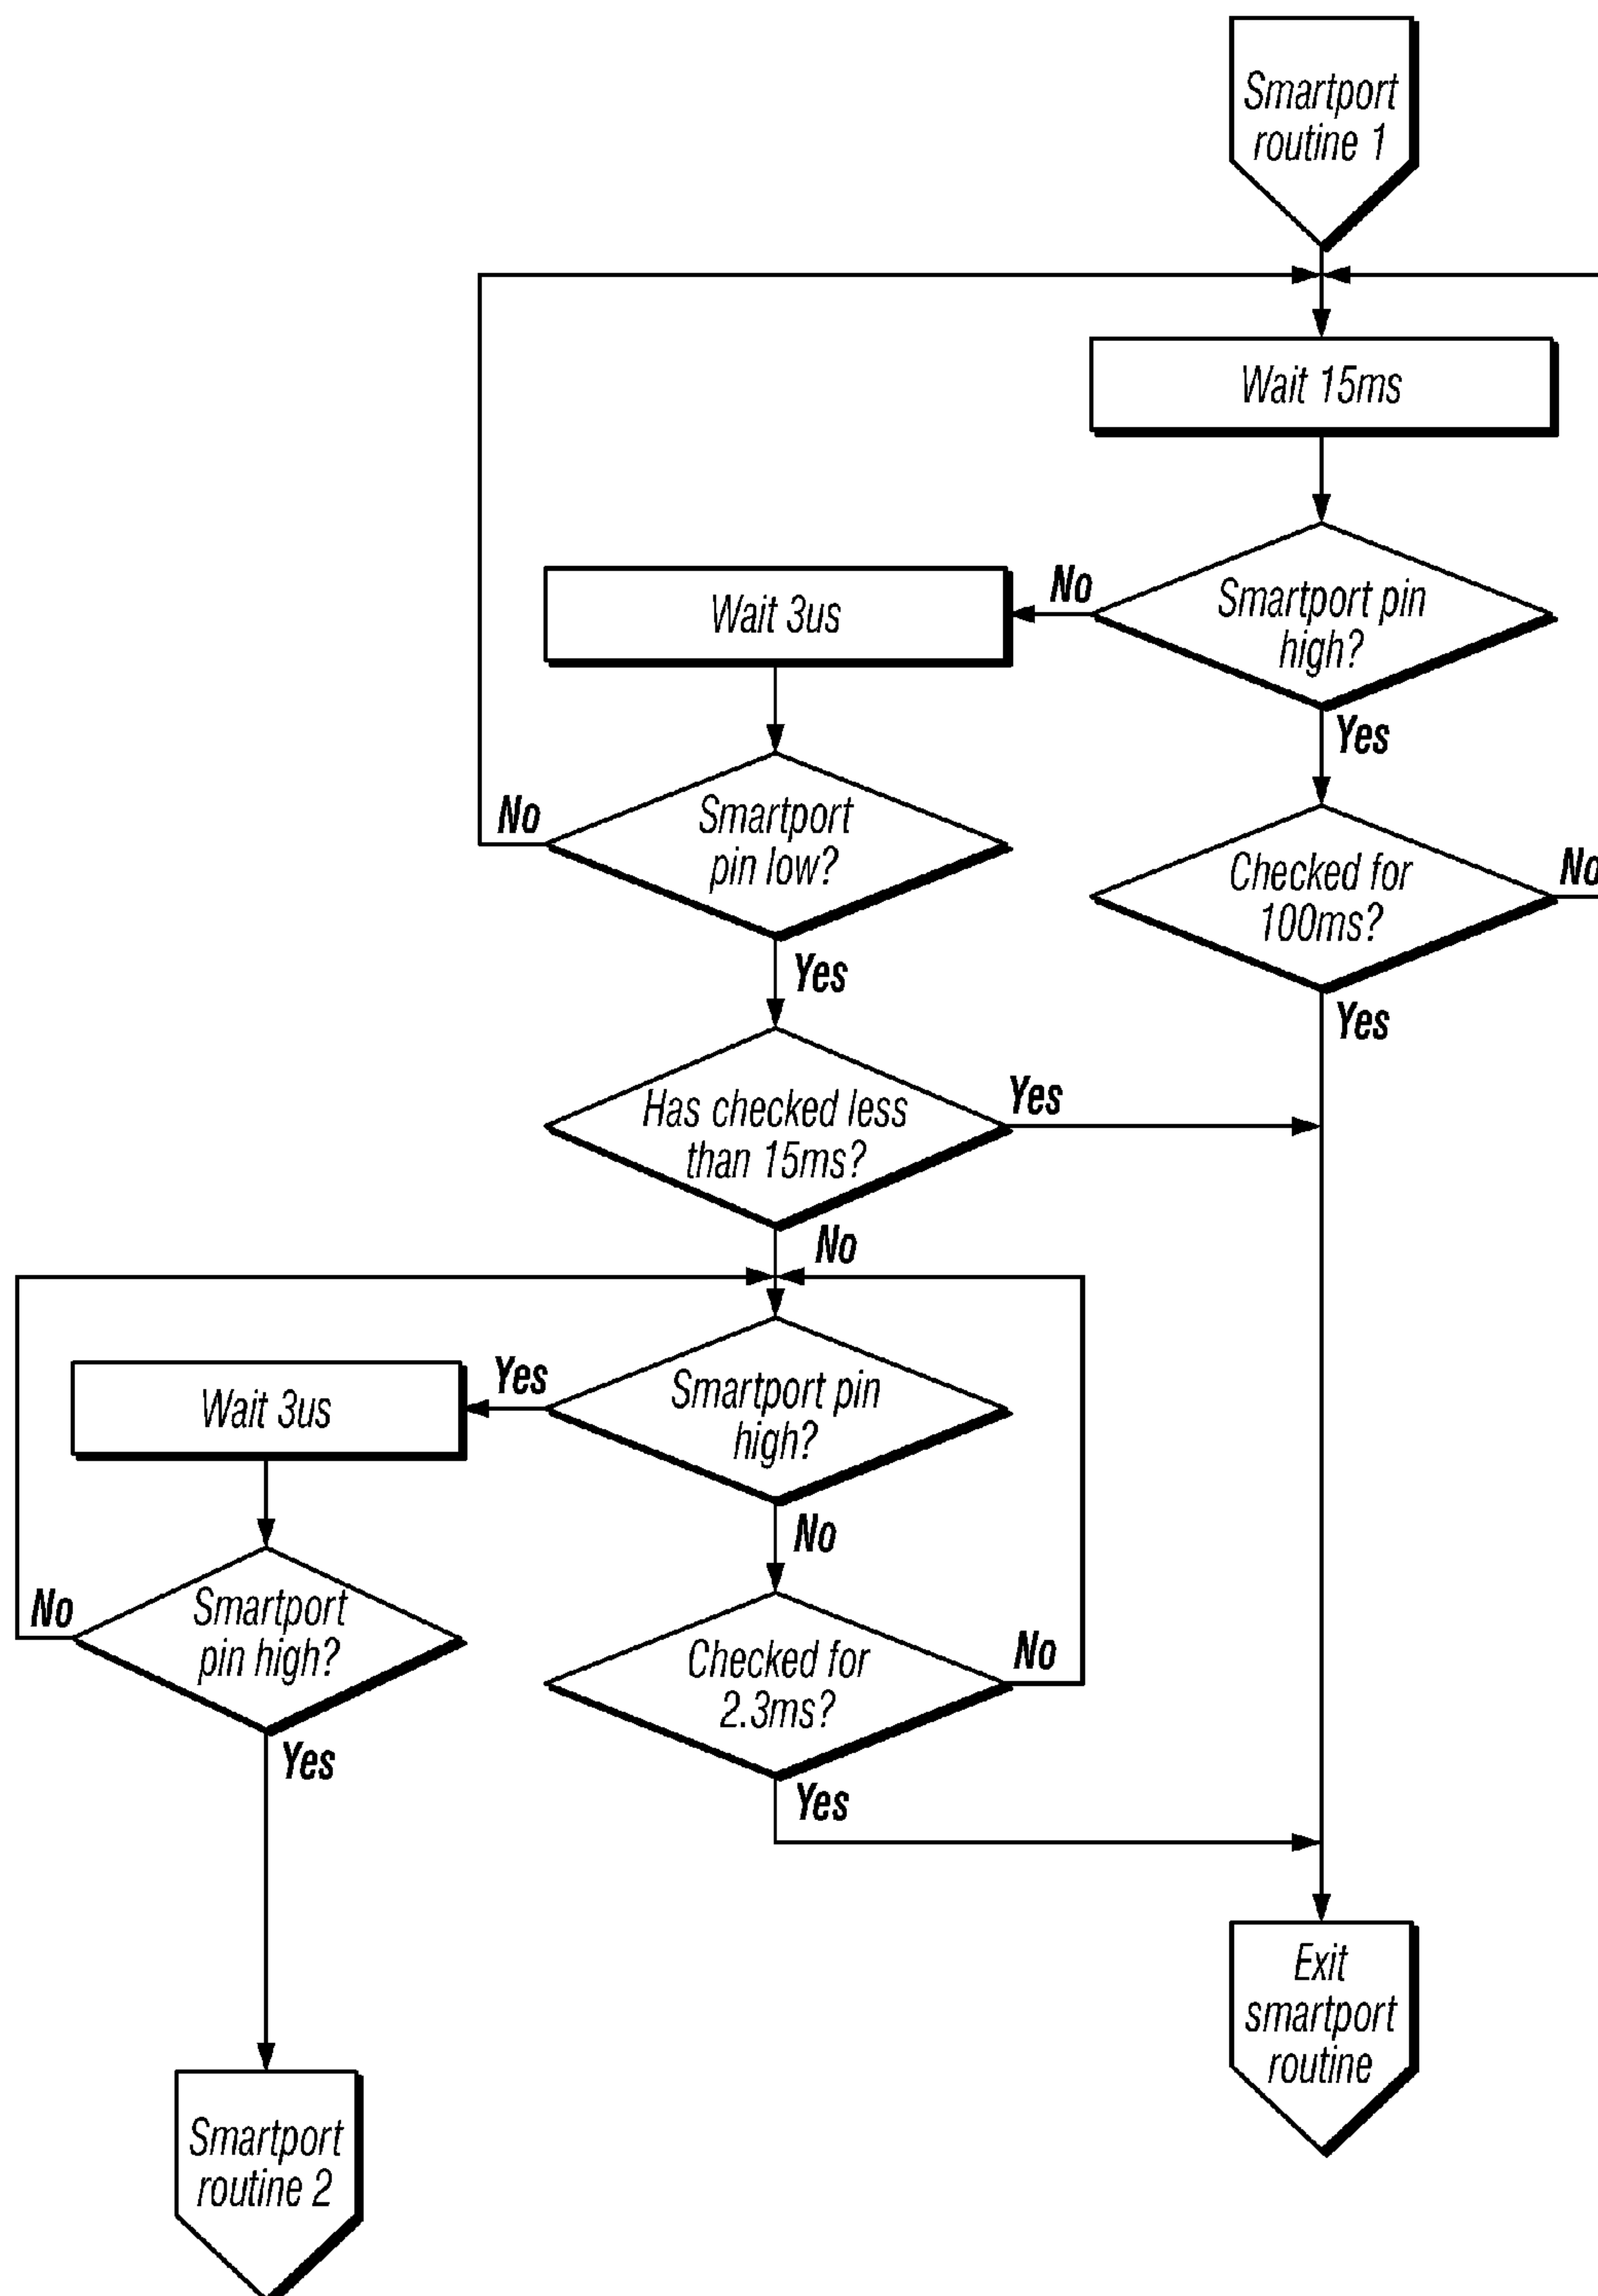 Smartport
routine 1
Wait 15ms
Smartport pin
high?
No
Wait 3us
Yes
Smartport
pin low?
No
Checked for
100ms?
No
Yes
Yes
Has checked less
than 15ms?
Yes
No
Smartport pin
high?
Yes
Wait 3us
No
Smartport
pin high?
No
Checked for
2.3ms?
No
Yes
Yes
Exit
smartport
routine
Smartport
routine 2